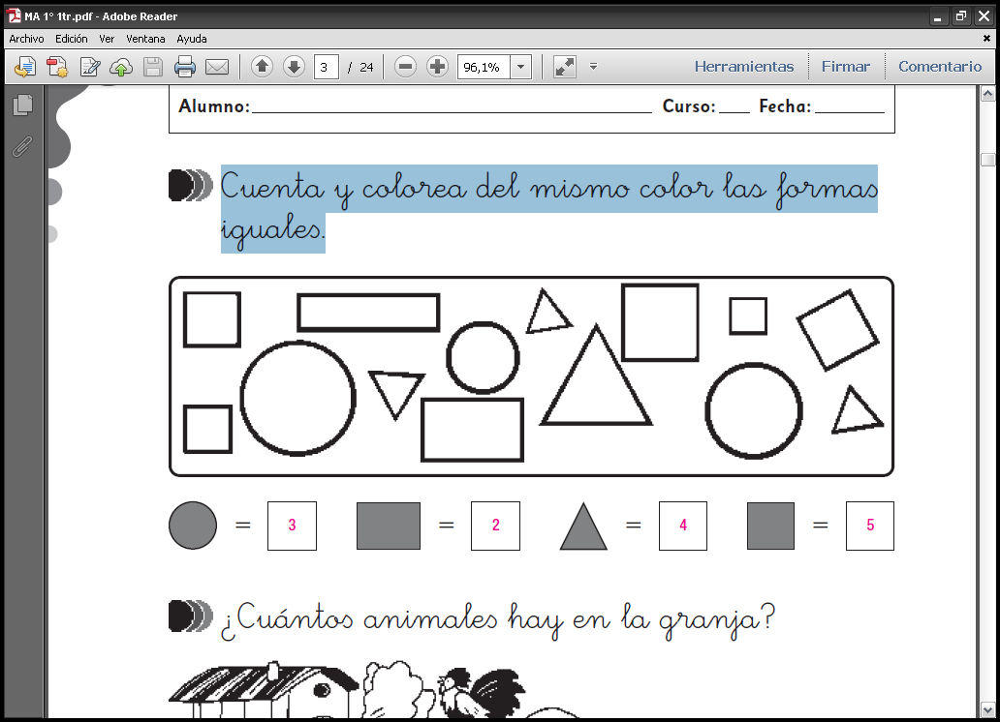 MA 1° 1tr.pdf - Adobe Reader
Archivo Edición Ver Ventana Ayuda
3 / 24 96,1% Herramientas Firmar Comentario
Alumno: Curso: Fecha:
Cuenta y colorea del mismo color las formas
iguales.
= 3 = 2 = 4 = 5
¿Cuántos animales hay en la granja?